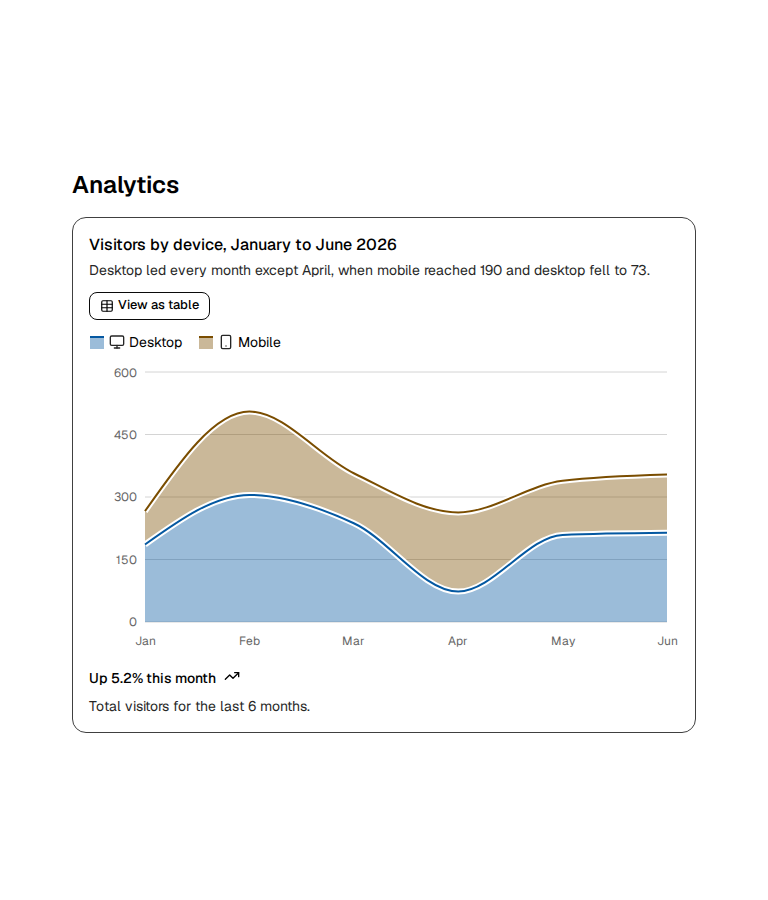 Analytics
Visitors by device, January to June 2026
Desktop led every month except April, when mobile reached 190 and desktop fell to 73.
View as table
Desktop Mobile
600
450
300
150
0
Jan Feb Mar Apr May Jun
Up 5.2% this month
Total visitors for the last 6 months.